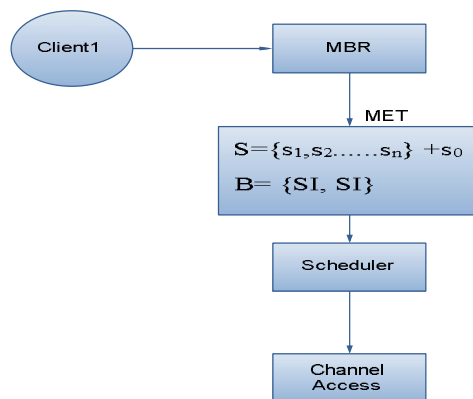 Client1
MBR
MET
S={s₁,s₂......sₙ} +s₀
B= {SI, SI}
Scheduler
Channel
Access